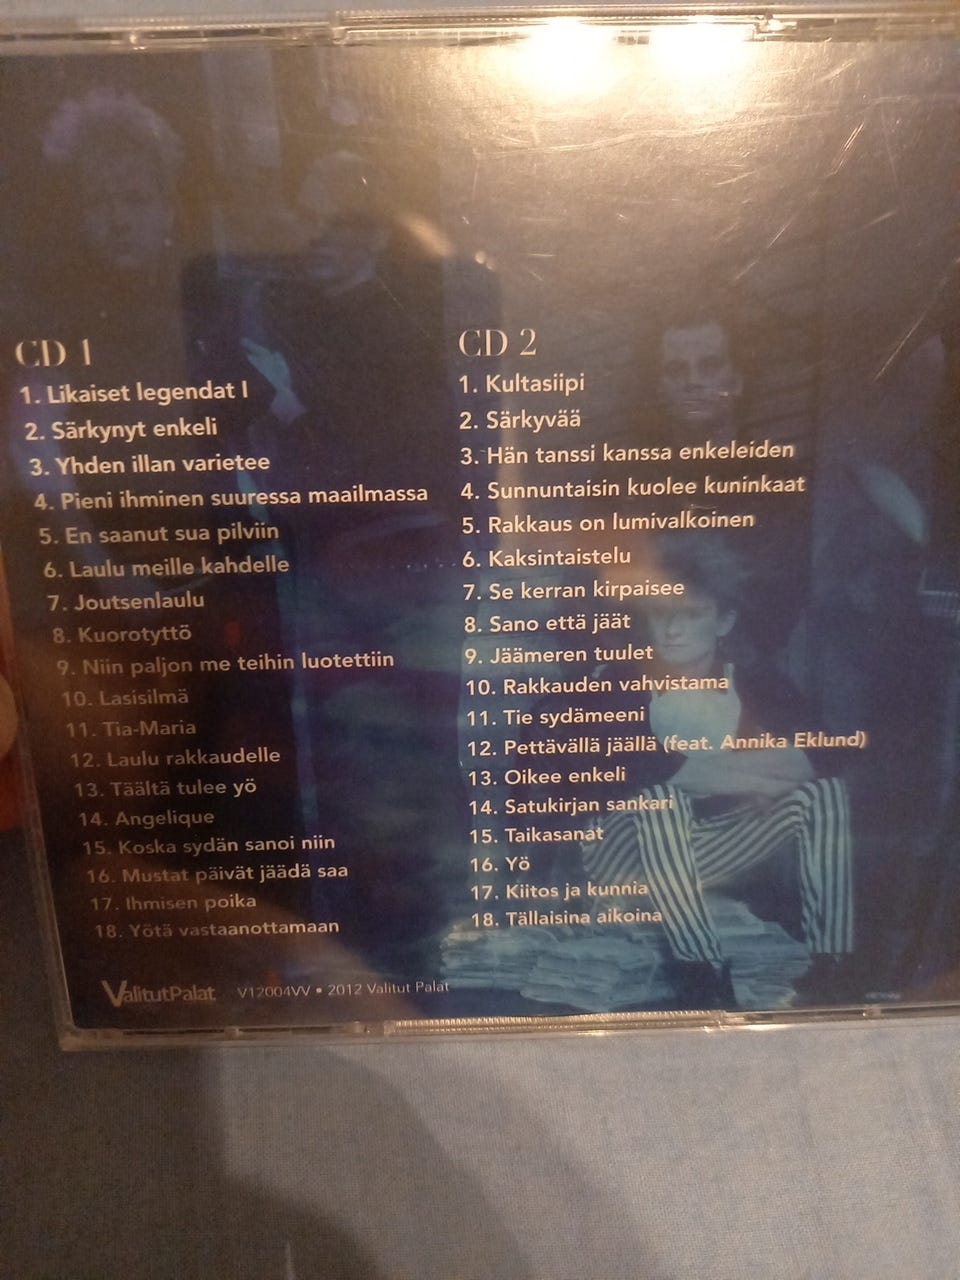 CD 1
1. Likaiset legendat I
2. Särkynyt enkeli
3. Yhden illan varietee
4. Pieni ihminen suuressa maailmassa
5. En saanut sua pilviin
6. Laulu meille kahdelle
7. Joutsenlaulu
8. Kuorotyttö
9. Niin paljon me teihin luotettiin
10. Lasisilmä
11. Tia-Maria
12. Laulu rakkaudelle
13. Täältä tulee yö
14. Angelique
15. Koska sydän sanoi niin
16. Mustat päivät jäädä saa
17. Ihmisen poika
18. Yötä vastaanottamaan
CD 2
1. Kultasiipi
2. Särkyvää
3. Hän tanssi kanssa enkeleiden
4. Sunnuntaisin kuolee kuninkaat
5. Rakkaus on lumivalkoinen
6. Kaksintaistelu
7. Se kerran kirpaisee
8. Sano että jäät
9. Jäämeren tuulet
10. Rakkauden vahvistama
11. Tie sydämeeni
12. Pettävällä jäällä (feat. Annika Eklund)
13. Oikee enkeli
14. Satukirjan sankari
15. Taikasanat
16. Yö
17. Kiitos ja kunnia
18. Tällaisina aikoina
ValitutPalat V12004VV • 2012 Valitut Palat